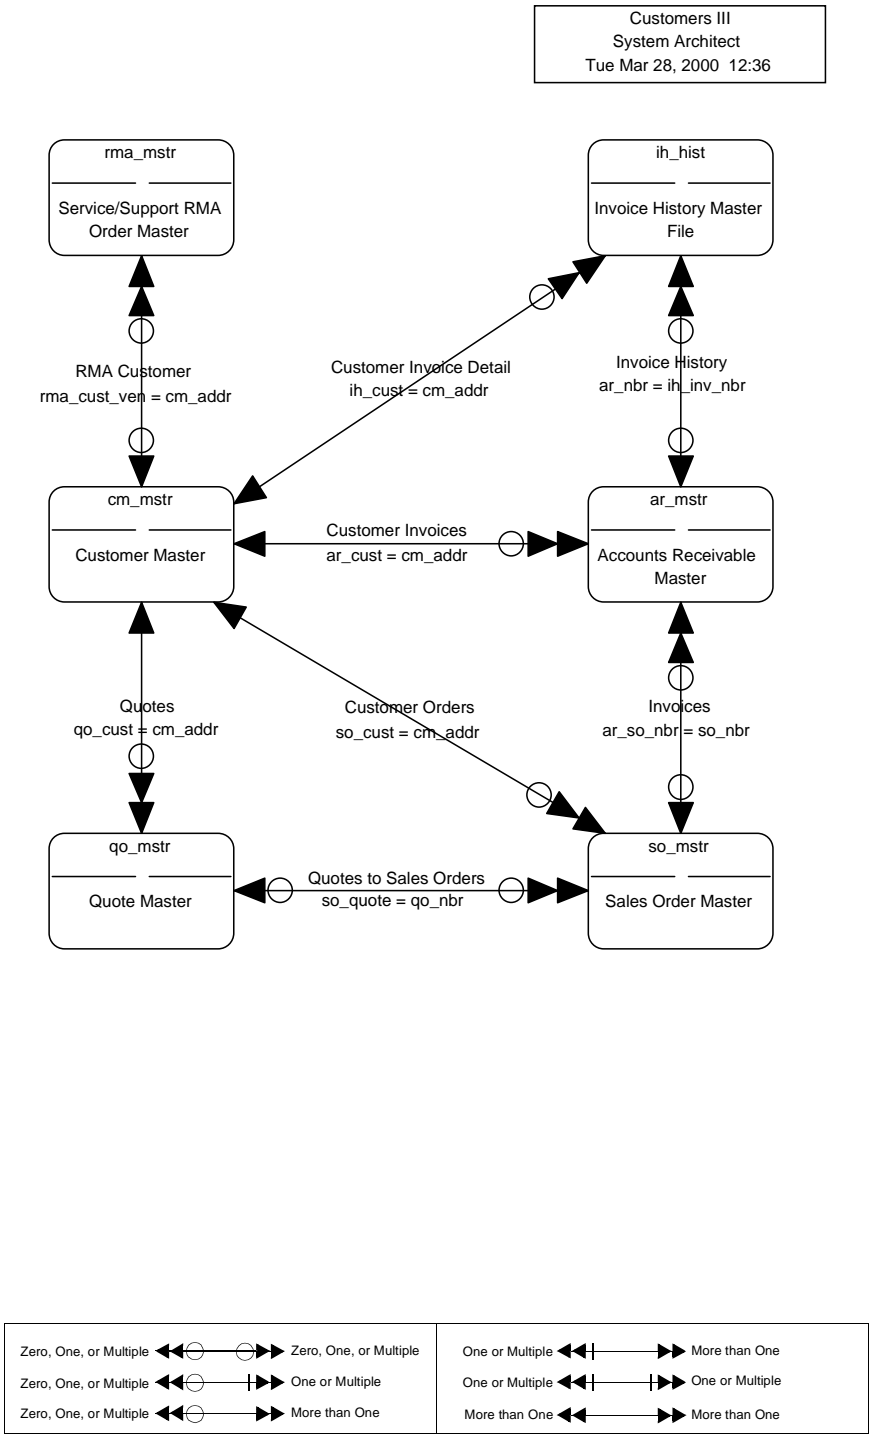 Customers III
System Architect
Tue Mar 28, 2000  12:36
rma_mstr
Service/Support RMA
Order Master
ih_hist
Invoice History Master
File
RMA Customer
rma_cust_ven = cm_addr
Customer Invoice Detail
ih_cust = cm_addr
Invoice History
ar_nbr = ih_inv_nbr
cm_mstr
Customer Master
Customer Invoices
ar_cust = cm_addr
ar_mstr
Accounts Receivable
Master
Quotes
qo_cust = cm_addr
Customer Orders
so_cust = cm_addr
Invoices
ar_so_nbr = so_nbr
qo_mstr
Quote Master
Quotes to Sales Orders
so_quote = qo_nbr
so_mstr
Sales Order Master
Zero, One, or Multiple Zero, One, or Multiple
Zero, One, or Multiple One or Multiple
Zero, One, or Multiple More than One
One or Multiple More than One
One or Multiple One or Multiple
More than One More than One